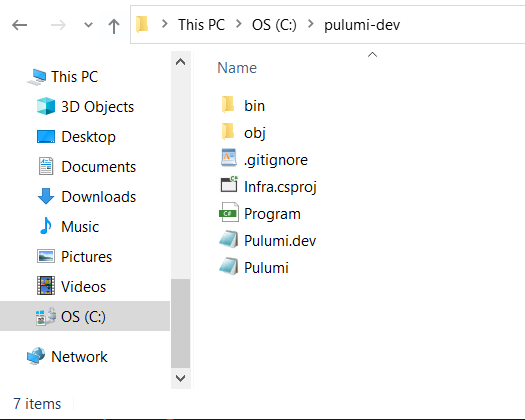 This PC OS (C:) pulumi-dev
Name
This PC
3D Objects
Desktop
Documents
Downloads
Music
Pictures
Videos
OS (C:)
Network
bin
obj
.gitignore
Infra.csproj
C# Program
Pulumi.dev
Pulumi
7 items